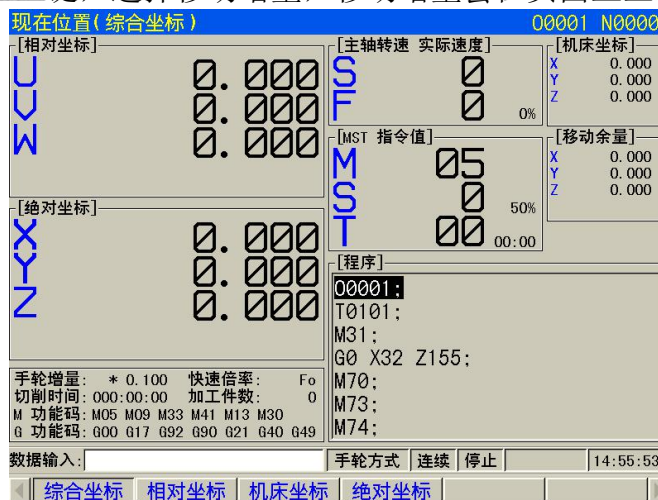 现在位置(综合坐标) O0001 N0000
[相对坐标]
U 0.000
V 0.000
W 0.000
[主轴转速 实际速度]
S 0
F 0 0%
[机床坐标]
X 0.000
Y 0.000
Z 0.000
[MST 指令值]
M 05
S 0 50%
T 00 00:00
[移动余量]
X 0.000
Y 0.000
Z 0.000
[绝对坐标]
X 0.000
Y 0.000
Z 0.000
[程序]
O0001;
T0101;
M31;
G0 X32 Z155;
M70;
M73;
M74;
手轮增量: * 0.100 快速倍率: Fo
切削时间: 000:00:00 加工件数: 0
M 功能码: M05 M09 M33 M41 M13 M30
G 功能码: G00 G17 G92 G90 G21 G40 G49
数据输入: 手轮方式 连续 停止 14:55:53
综合坐标 相对坐标 机床坐标 绝对坐标